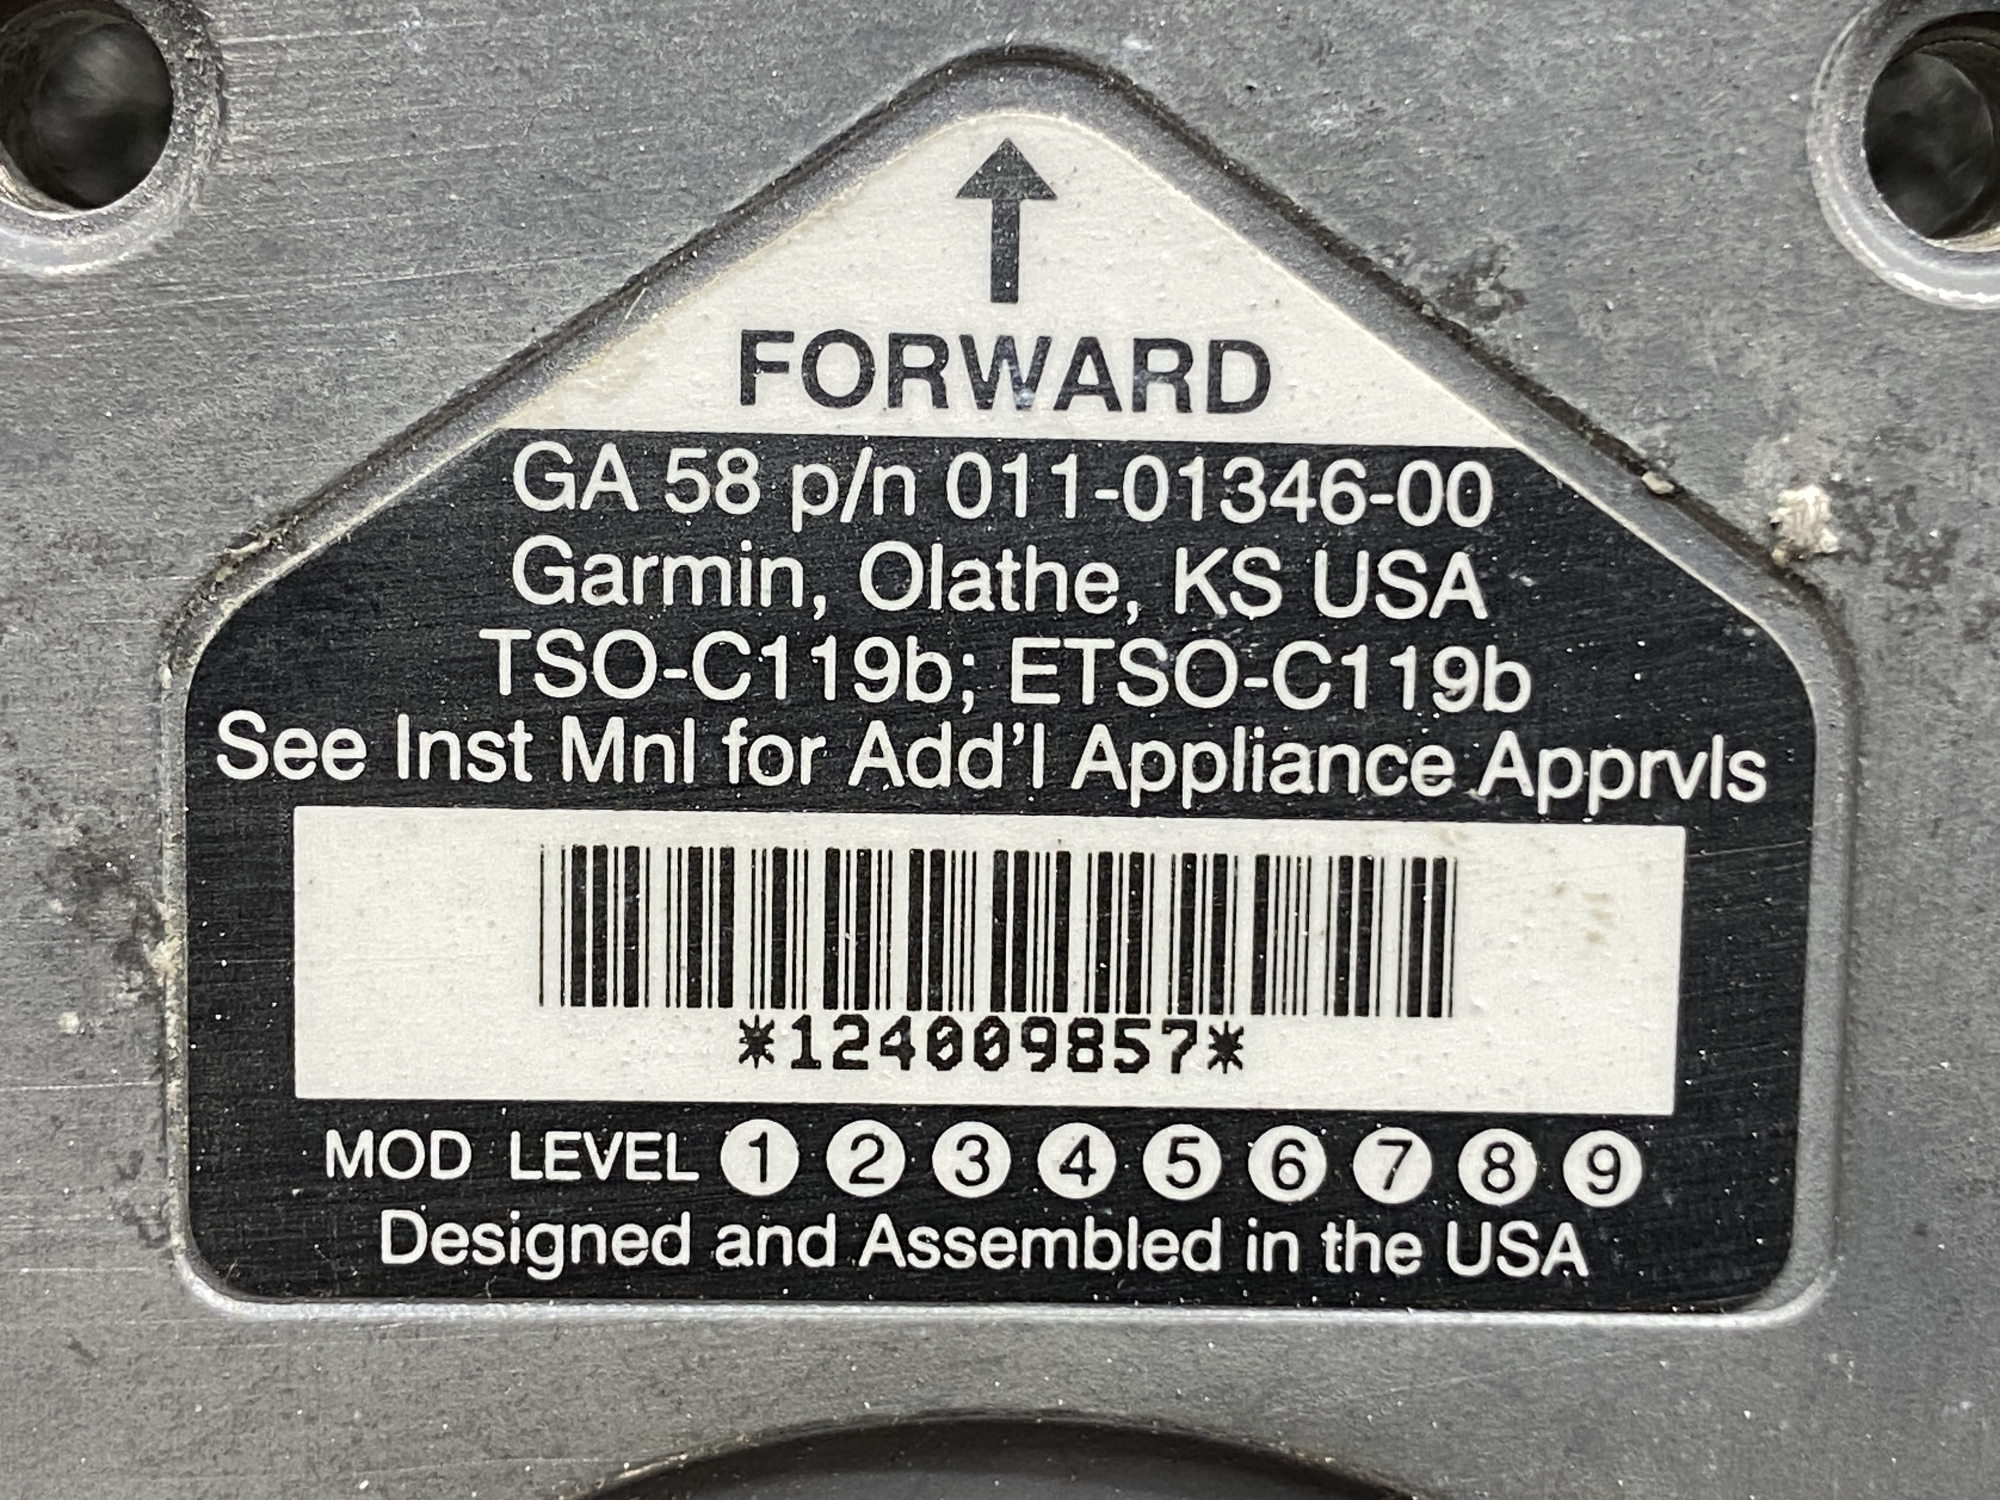 FORWARD
GA 58 p/n 011-01346-00
Garmin, Olathe, KS USA
TSO-C119b; ETSO-C119b
See Inst Mnl for Add'l Appliance Apprvls
*124009857*
MOD LEVEL 1 2 3 4 5 6 7 8 9
Designed and Assembled in the USA